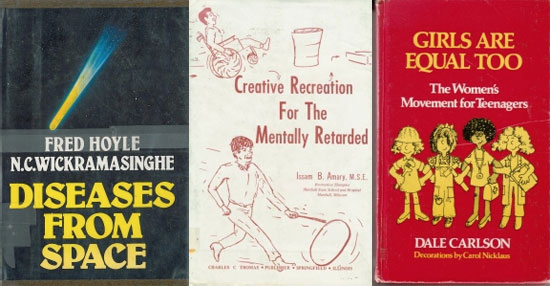 FRED HOYLE
N.C.WICKRAMASINGHE
DISEASES
FROM
SPACE
Creative Recreation
For The
Mentally Retarded
Issam B. Amary, M.S.E.
CHARLES C THOMAS • PUBLISHER • SPRINGFIELD • ILLINOIS
GIRLS ARE
EQUAL TOO
The Women's
Movement for Teenagers
DALE CARLSON
Decorations by Carol Nicklaus